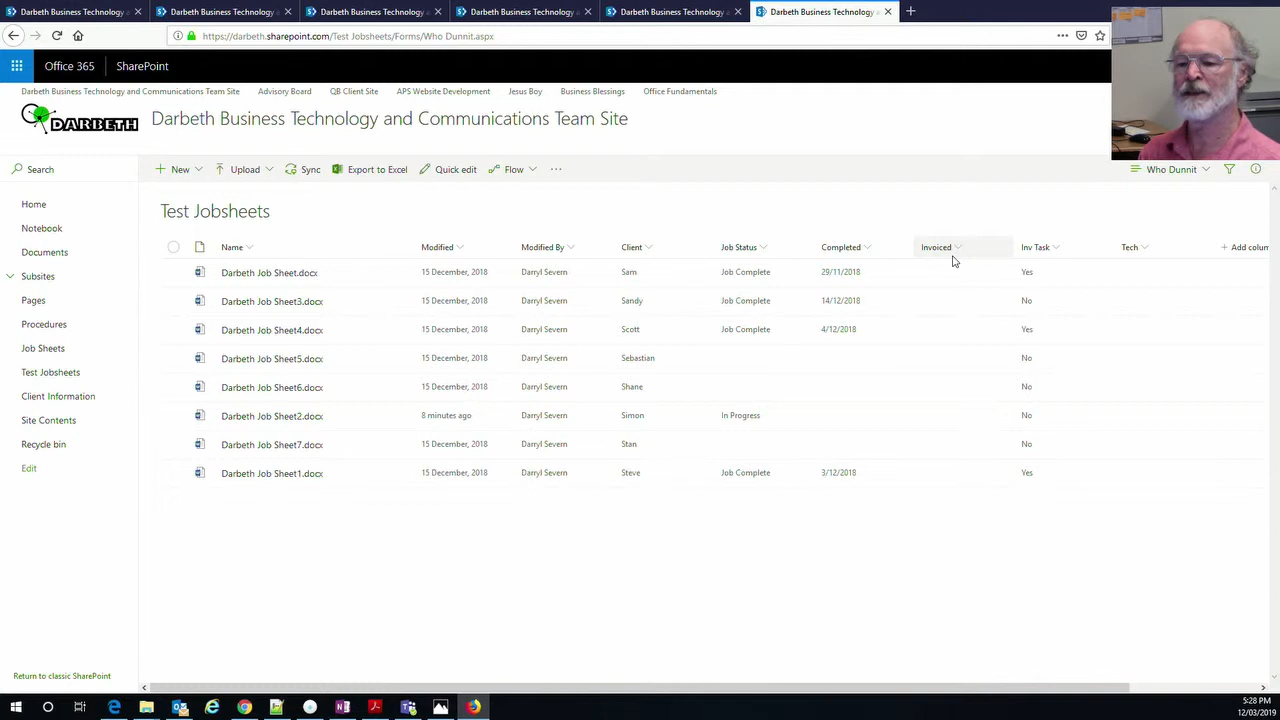 Darbeth Business Technology a
Darbeth Business Technology a
Darbeth Business Technology a
Darbeth Business Technology a
Darbeth Business Technology a
Darbeth Business Technology
https://darbeth.sharepoint.com/Test Jobsheets/Forms/Who Dunnit.aspx
Office 365 SharePoint
Darbeth Business Technology and Communications Team Site Advisory Board QB Client Site APS Website Development Jesus Boy Business Blessings Office Fundamentals
DARBETH Darbeth Business Technology and Communications Team Site
Search New Upload Sync Export to Excel Quick edit Flow Who Dunnit
Test Jobsheets
Name Modified Modified By Client Job Status Completed Invoiced Inv Task Tech + Add colum
Darbeth Job Sheet.docx 15 December, 2018 Darryl Severn Sam Job Complete 29/11/2018 Yes
Darbeth Job Sheet3.docx 15 December, 2018 Darryl Severn Sandy Job Complete 14/12/2018 No
Darbeth Job Sheet4.docx 15 December, 2018 Darryl Severn Scott Job Complete 4/12/2018 Yes
Darbeth Job Sheet5.docx 15 December, 2018 Darryl Severn Sebastian No
Darbeth Job Sheet6.docx 15 December, 2018 Darryl Severn Shane No
Darbeth Job Sheet2.docx 8 minutes ago Darryl Severn Simon In Progress No
Darbeth Job Sheet7.docx 15 December, 2018 Darryl Severn Stan No
Darbeth Job Sheet1.docx 15 December, 2018 Darryl Severn Steve Job Complete 3/12/2018 Yes
Home
Notebook
Documents
Subsites
Pages
Procedures
Job Sheets
Test Jobsheets
Client Information
Site Contents
Recycle bin
Edit
Return to classic SharePoint
5:28 PM
12/03/2019